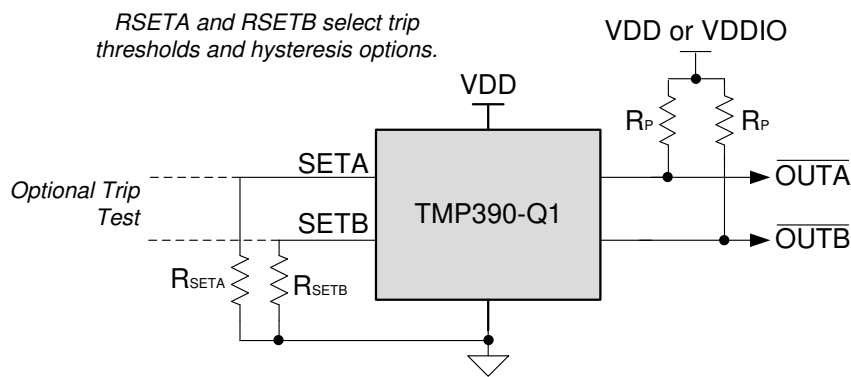 RSETA and RSETB select trip
thresholds and hysteresis options.
VDD or VDDIO
VDD
RP
RP
SETA
OUTA
Optional Trip
Test
TMP390-Q1
SETB
OUTB
RSETA
RSETB